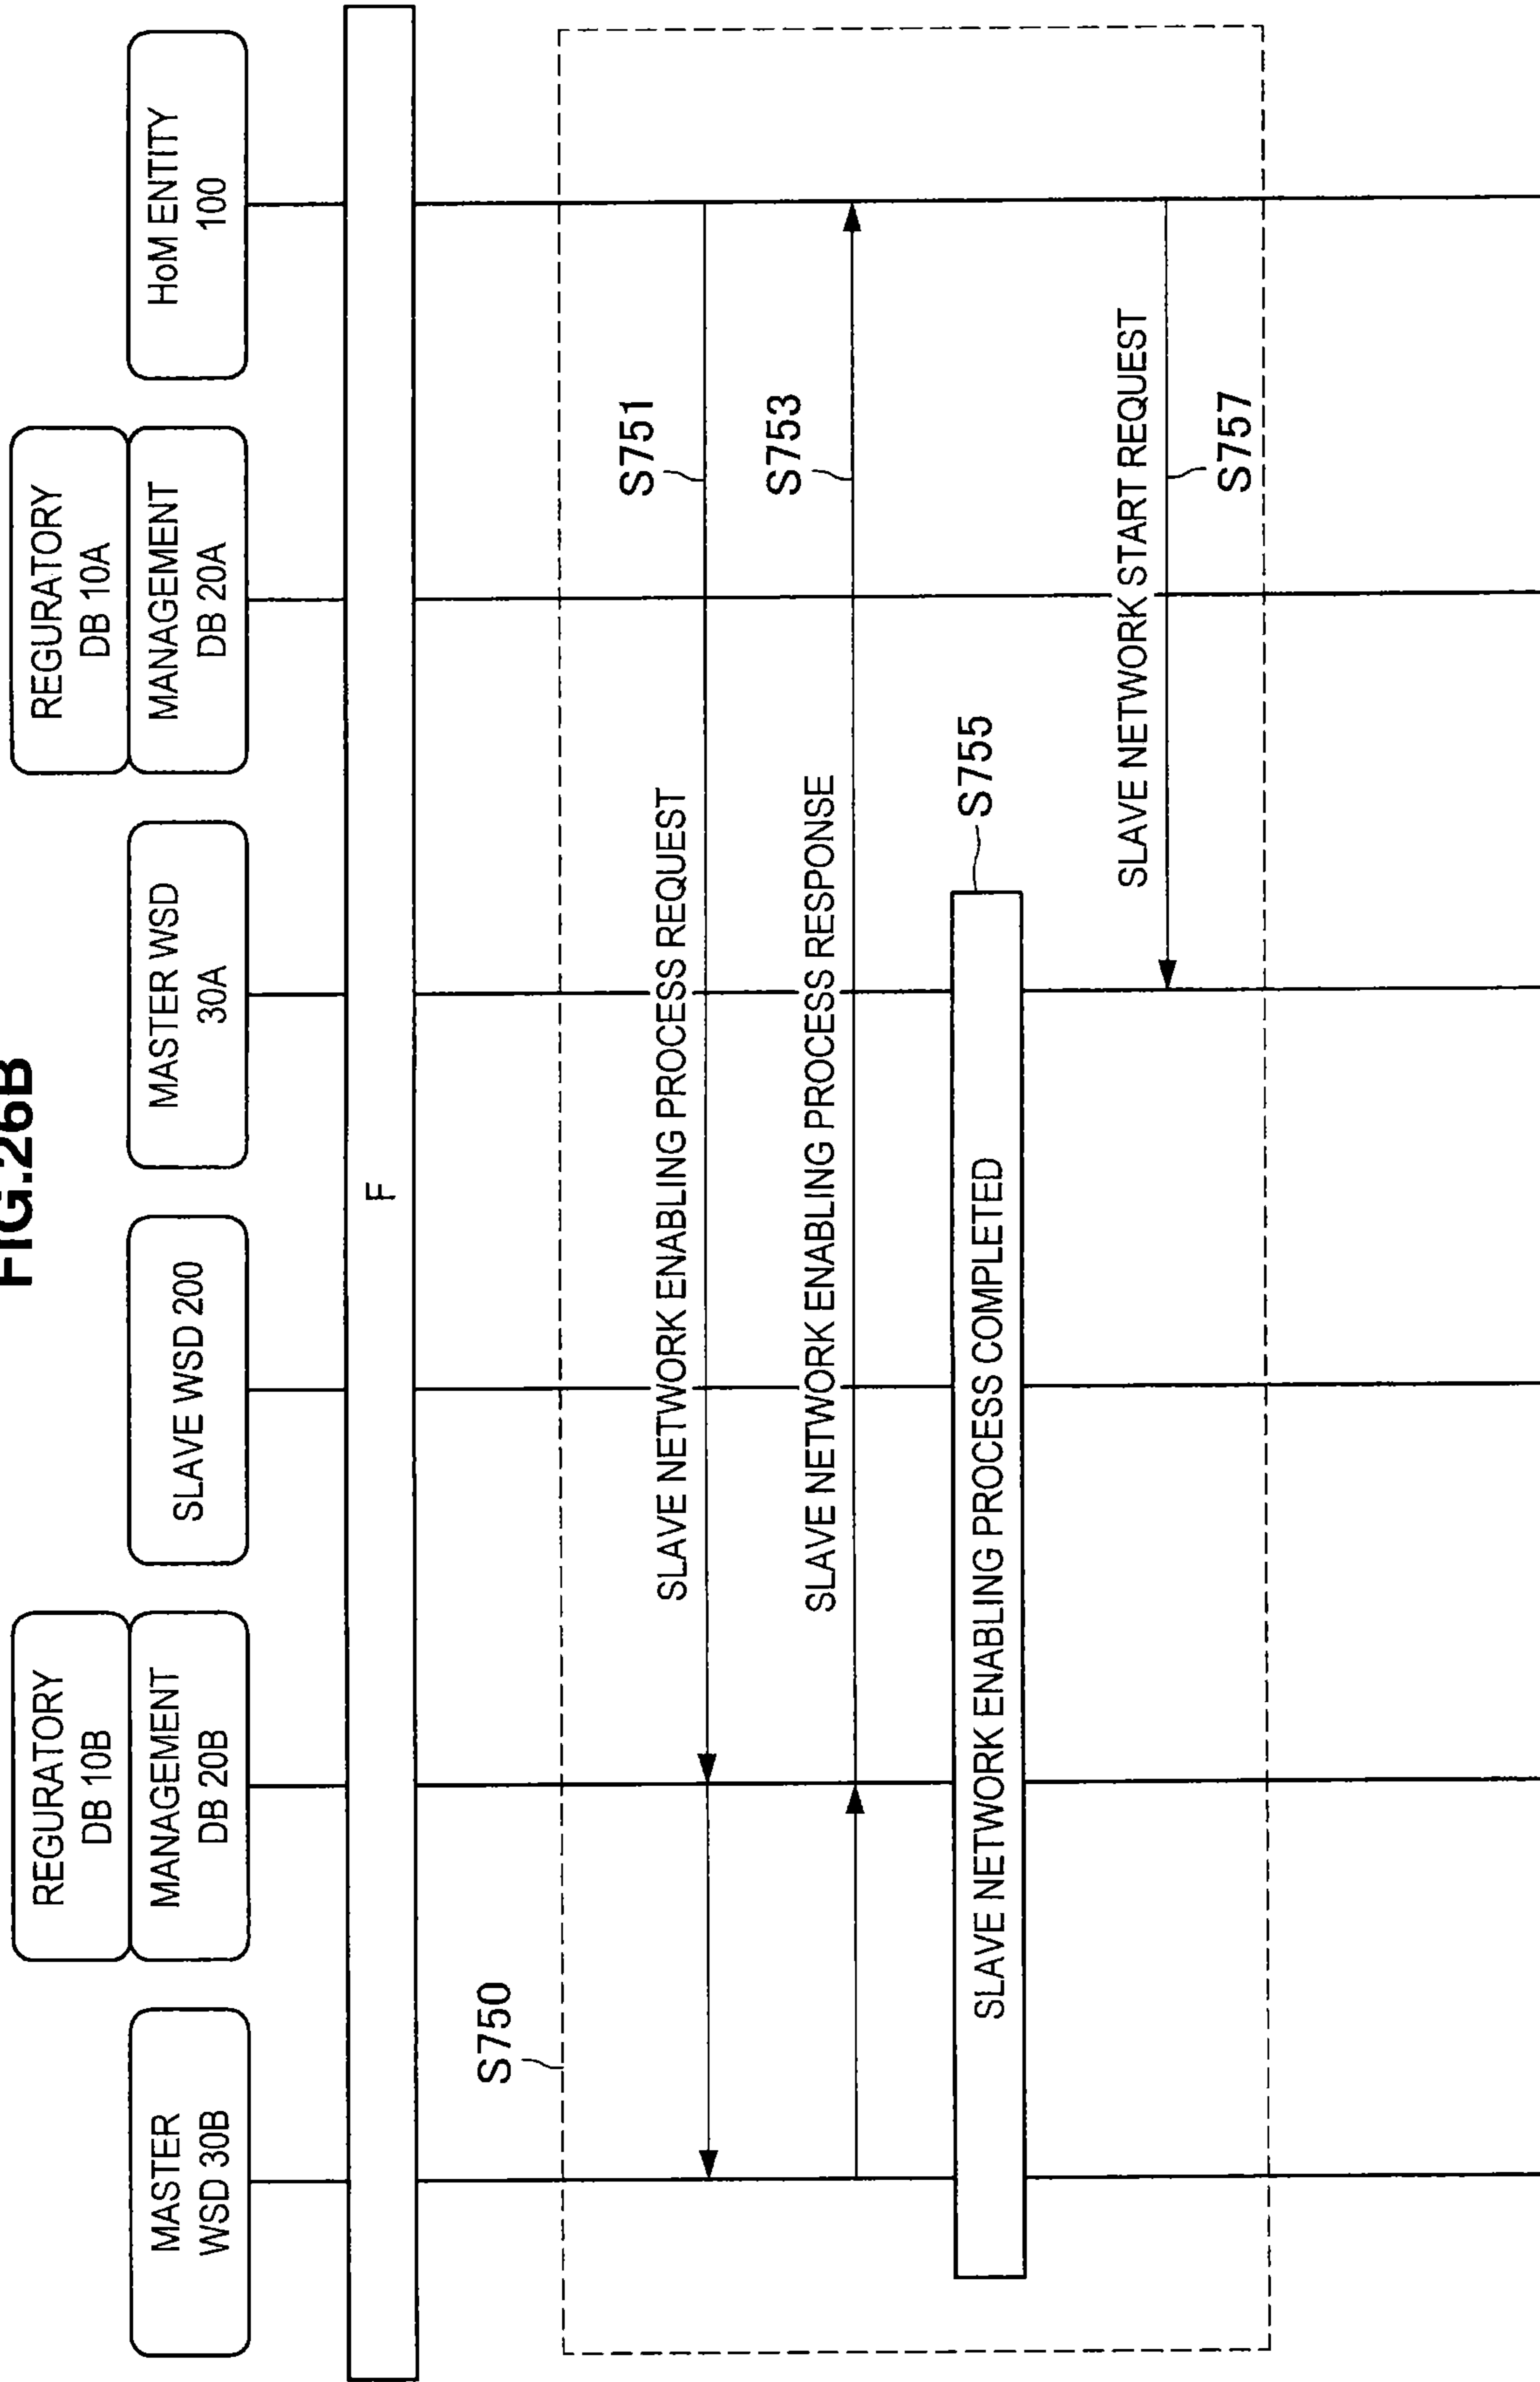 FIG.26B
MASTER
WSD 30B
REGURATORY
DB 10B
MANAGEMENT
DB 20B
SLAVE WSD 200
MASTER WSD
30A
REGURATORY
DB 10A
MANAGEMENT
DB 20A
HoM ENTITY
100
F
S750
SLAVE NETWORK ENABLING PROCESS REQUEST
S751
SLAVE NETWORK ENABLING PROCESS RESPONSE
S753
SLAVE NETWORK ENABLING PROCESS COMPLETED
S755
SLAVE NETWORK START REQUEST
S757